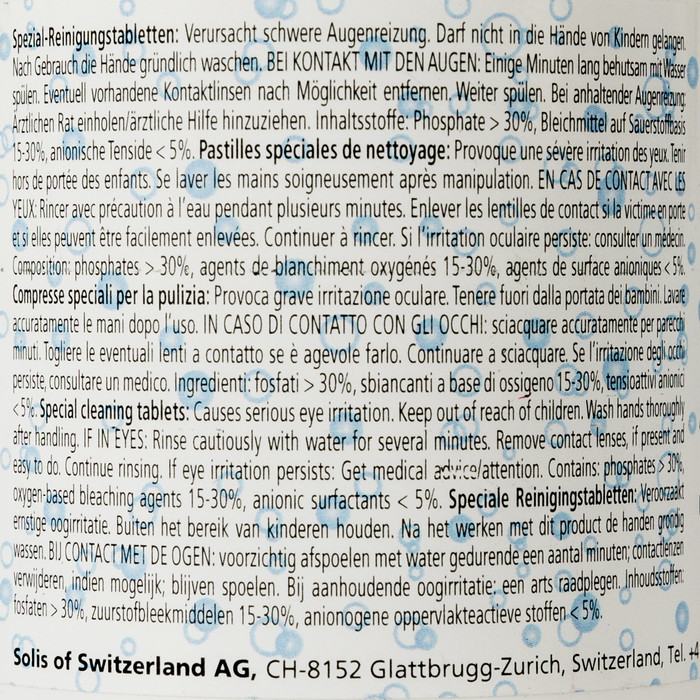 Spezial-Reinigungstabletten: Verursacht schwere Augenreizung. Darf nicht in die Hände von Kindern gelangen.
Nach Gebrauch die Hände gründlich waschen. BEI KONTAKT MIT DEN AUGEN: Einige Minuten lang behutsam mit Wasser
spülen. Eventuell vorhandene Kontaktlinsen nach Möglichkeit entfernen. Weiter spülen. Bei anhaltender Augenreizung:
Ärztlichen Rat einholen/ärztliche Hilfe hinzuziehen. Inhaltsstoffe: Phosphate > 30%, Bleichmittel auf Sauerstoffbasis
15-30%, anionische Tenside < 5%. Pastilles spéciales de nettoyage: Provoque une sévère irritation des yeux. Tenir
hors de portée des enfants. Se laver les mains soigneusement après manipulation. EN CAS DE CONTACT AVEC LES
YEUX: Rincer avec précaution à l'eau pendant plusieurs minutes. Enlever les lentilles de contact si la victime en porte
et si elles peuvent être facilement enlevées. Continuer à rincer. Si l'irritation oculaire persiste: consulter un médecin.
Composition: phosphates > 30%, agents de blanchiment oxygénés 15-30%, agents de surface anioniques < 5%.
Compresse speciali per la pulizia: Provoca grave irritazione oculare. Tenere fuori dalla portata dei bambini. Lavare
accuratamente le mani dopo l'uso. IN CASO DI CONTATTO CON GLI OCCHI: sciacquare accuratamente per parecchi
minuti. Togliere le eventuali lenti a contatto se è agevole farlo. Continuare a sciacquare. Se l'irritazione degli occhi
persiste, consultare un medico. Ingredienti: fosfati > 30%, sbiancanti a base di ossigeno 15-30%, tensioattivi anionici
< 5%. Special cleaning tablets: Causes serious eye irritation. Keep out of reach of children. Wash hands thoroughly
after handling. IF IN EYES: Rinse cautiously with water for several minutes. Remove contact lenses, if present and
easy to do. Continue rinsing. If eye irritation persists: Get medical advice/attention. Contains: phosphates > 30%,
oxygen-based bleaching agents 15-30%, anionic surfactants < 5%. Speciale Reinigingstabletten: Veroorzaakt
ernstige oogirritatie. Buiten het bereik van kinderen houden. Na het werken met dit product de handen grondig
wassen. BIJ CONTACT MET DE OGEN: voorzichtig afspoelen met water gedurende een aantal minuten; contactlenzen
verwijderen, indien mogelijk; blijven spoelen. Bij aanhoudende oogirritatie: een arts raadplegen. Inhoudsstoffen:
fosfaten > 30%, zuurstofbleekmiddelen 15-30%, anionogene oppervlakteactieve stoffen < 5%.
Solis of Switzerland AG, CH-8152 Glattbrugg-Zurich, Switzerland, Tel. +4